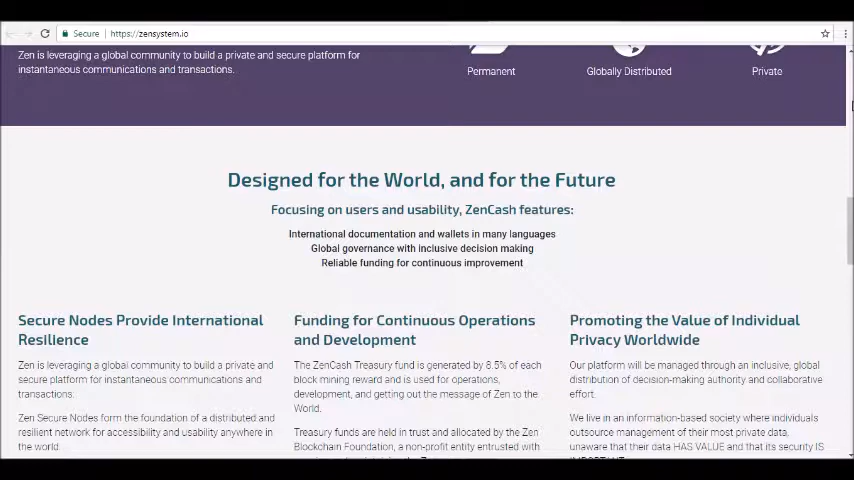 Secure
https://zensystem.io
Zen is leveraging a global community to build a private and secure platform for
instantaneous communications and transactions.
Permanent
Globally Distributed
Private
Designed for the World, and for the Future
Focusing on users and usability, ZenCash features:
International documentation and wallets in many languages
Global governance with inclusive decision making
Reliable funding for continuous improvement
Secure Nodes Provide International
Resilience
Zen is leveraging a global community to build a private and
secure platform for instantaneous communications and
transactions.
Zen Secure Nodes form the foundation of a distributed and
resilient network for accessibility and usability anywhere in
the world.
Funding for Continuous Operations
and Development
The ZenCash Treasury fund is generated by 8.5% of each
block mining reward and is used for operations,
development, and getting out the message of Zen to the
World.
Treasury funds are held in trust and allocated by the Zen
Blockchain Foundation, a non-profit entity entrusted with
Promoting the Value of Individual
Privacy Worldwide
Our platform will be managed through an inclusive, global
distribution of decision-making authority and collaborative
effort.
We live in an information-based society where individuals
outsource management of their most private data,
unaware that their data HAS VALUE and that its security IS